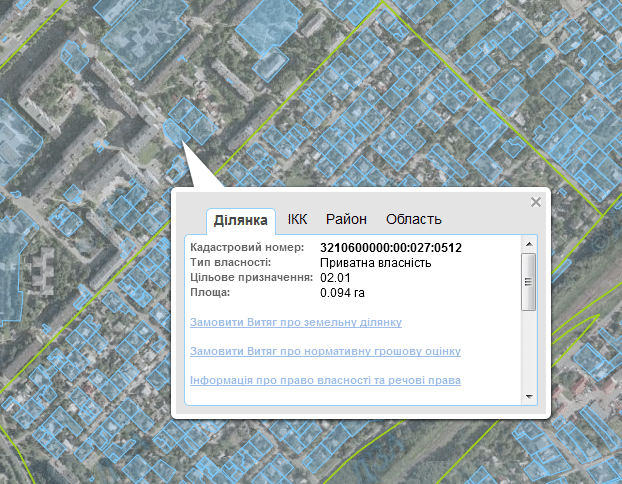 Ділянка ІКК Район Область
Кадастровий номер: 3210600000:00:027:0512
Тип власності: Приватна власність
Цільове призначення: 02.01
Площа: 0.094 га
Замовити Витяг про земельну ділянку
Замовити Витяг про нормативну грошову оцінку
Інформація про право власності та речові права